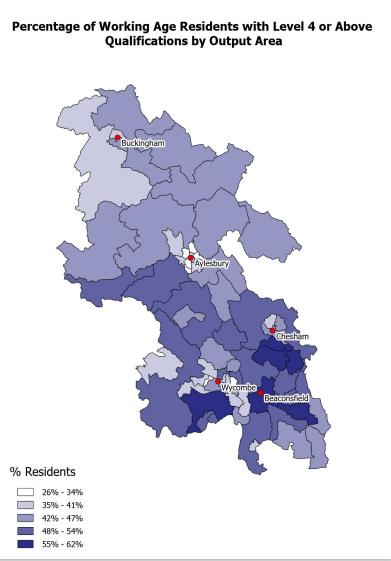 Percentage of Working Age Residents with Level 4 or Above
Qualifications by Output Area
Buckingham
Aylesbury
Chesham
Wycombe
Beaconsfield
% Residents
26% - 34%
35% - 41%
42% - 47%
48% - 54%
55% - 62%